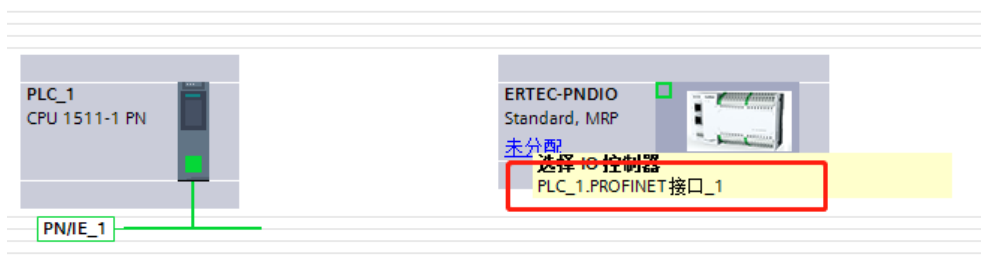 PLC_1
CPU 1511-1 PN
ERTEC-PNDIO
Standard, MRP
未分配
选择 IO 控制器
PLC_1.PROFINET接口_1
PN/IE_1